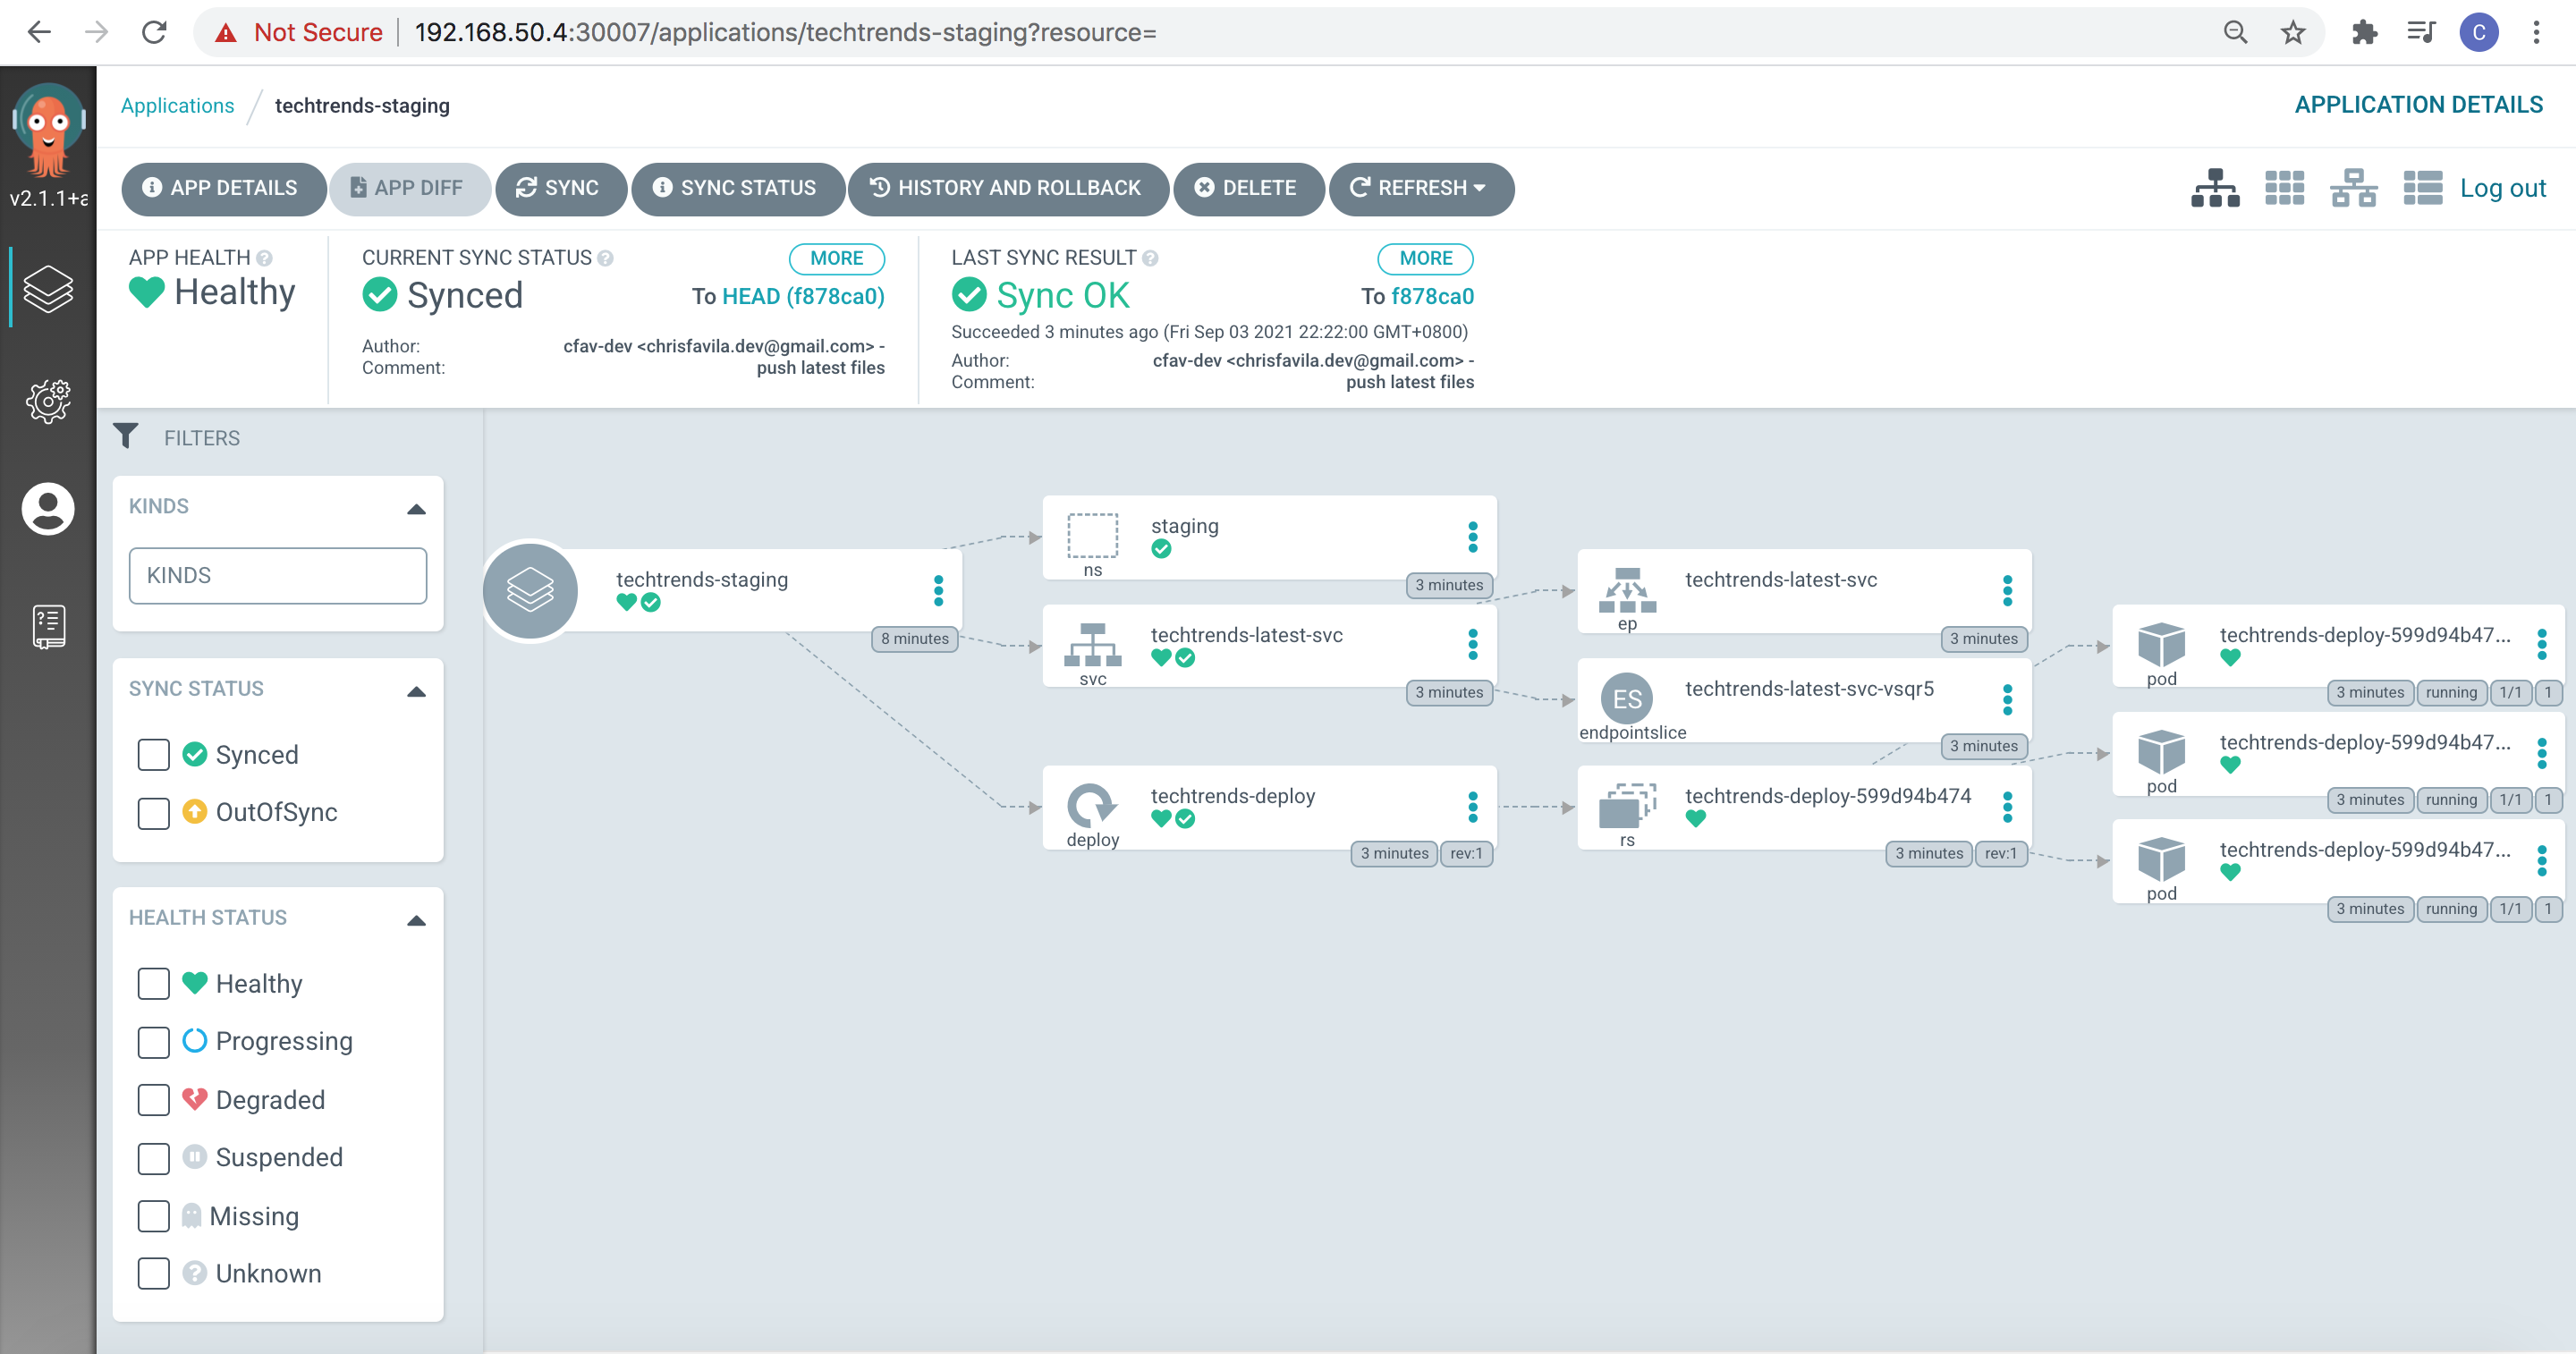 Not Secure 192.168.50.4:30007/applications/techtrends-staging?resource=
C
v2.1.1+a
Applications / techtrends-staging
APPLICATION DETAILS
APP DETAILS APP DIFF SYNC SYNC STATUS HISTORY AND ROLLBACK DELETE REFRESH
Log out
APP HEALTH
Healthy
CURRENT SYNC STATUS MORE
Synced To HEAD (f878ca0)
Author: cfav-dev <chrisfavila.dev@gmail.com> -
Comment: push latest files
LAST SYNC RESULT MORE
Sync OK To f878ca0
Succeeded 3 minutes ago (Fri Sep 03 2021 22:22:00 GMT+0800)
Author: cfav-dev <chrisfavila.dev@gmail.com> -
Comment: push latest files
FILTERS
KINDS
KINDS
SYNC STATUS
Synced
OutOfSync
HEALTH STATUS
Healthy
Progressing
Degraded
Suspended
Missing
Unknown
techtrends-staging
8 minutes
staging
ns
3 minutes
techtrends-latest-svc
svc
3 minutes
techtrends-deploy
deploy
3 minutes rev:1
techtrends-latest-svc
ep
3 minutes
ES
techtrends-latest-svc-vsqr5
endpointslice
3 minutes
techtrends-deploy-599d94b474
rs
3 minutes rev:1
techtrends-deploy-599d94b47...
pod
3 minutes running 1/1 1
techtrends-deploy-599d94b47...
pod
3 minutes running 1/1 1
techtrends-deploy-599d94b47...
pod
3 minutes running 1/1 1